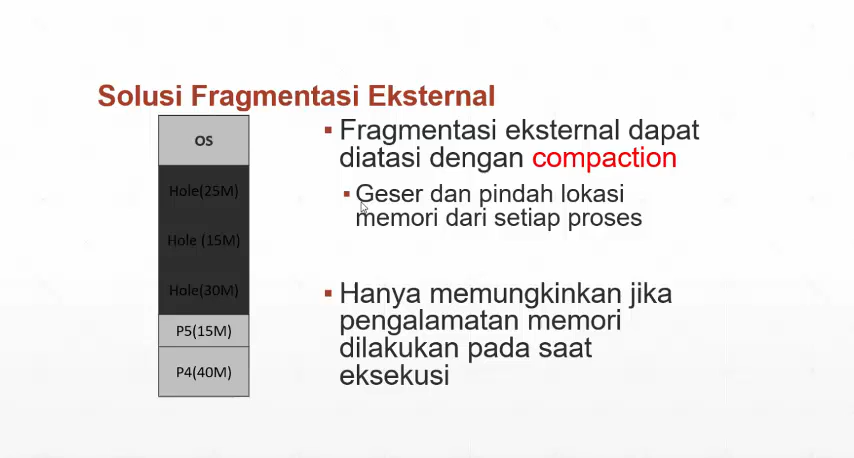 Solusi Fragmentasi Eksternal
OS
Hole(25M)
Hole (15M)
Hole(30M)
P5(15M)
P4(40M)
▪ Fragmentasi eksternal dapat
diatasi dengan compaction
▪ Geser dan pindah lokasi
memori dari setiap proses
▪ Hanya memungkinkan jika
pengalamatan memori
dilakukan pada saat
eksekusi